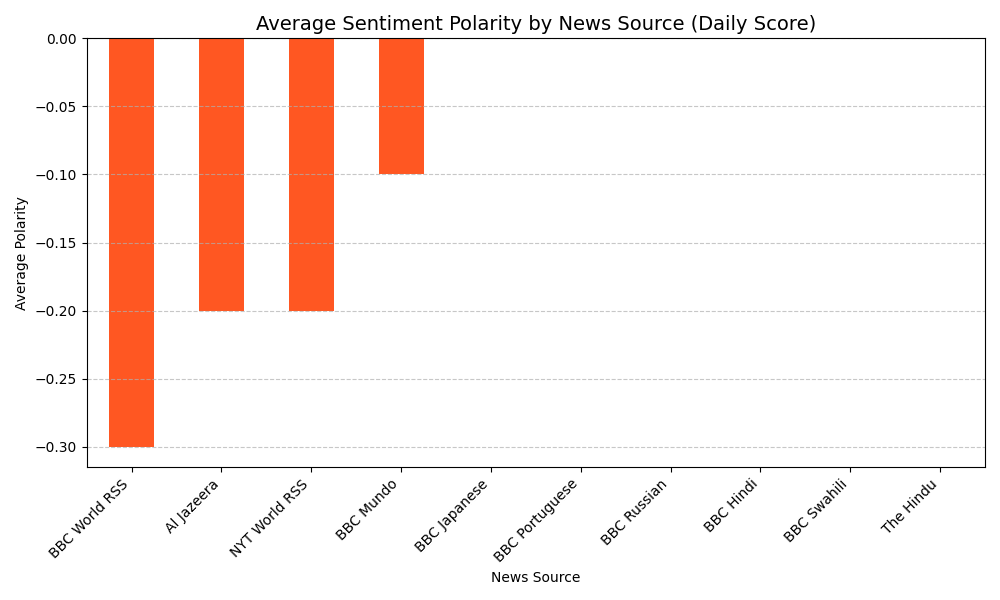 Average Sentiment Polarity by News Source (Daily Score)
Average Polarity
0.00
−0.05
−0.10
−0.15
−0.20
−0.25
−0.30
BBC World RSS
Al Jazeera
NYT World RSS
BBC Mundo
BBC Japanese
BBC Portuguese
BBC Russian
BBC Hindi
BBC Swahili
The Hindu
News Source